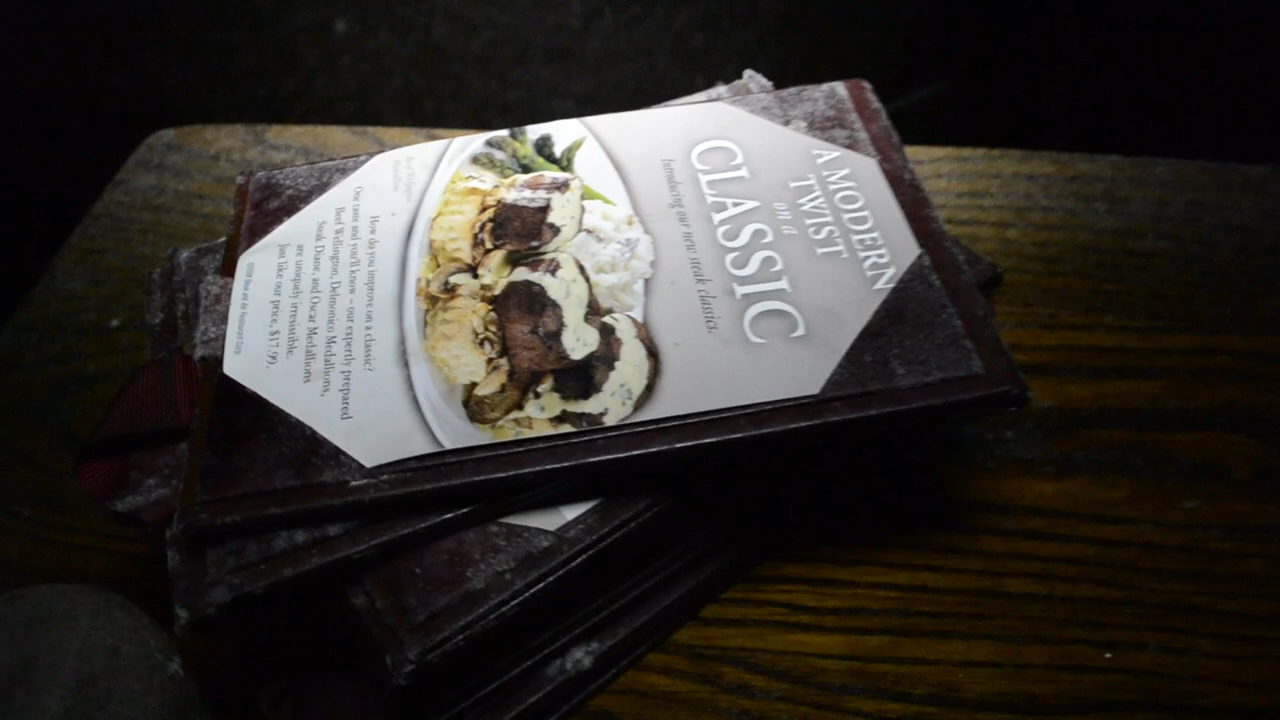 A MODERN
TWIST
on a
CLASSIC
Introducing our new steak classics.
How do you improve on a classic?
One taste and you'll know – our expertly prepared
Beef Wellington, Delmonico Medallions,
Steak Diane, and Oscar Medallions
are uniquely irresistible.
Just like our price, $17.99.
Restaurant Corp.